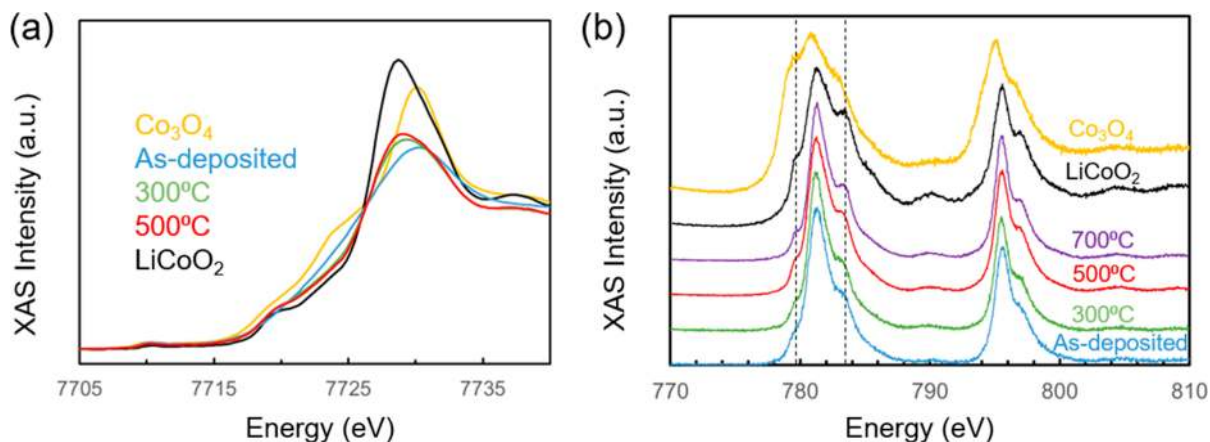 (a)
XAS Intensity (a.u.)
Co₃O₄
As-deposited
300ºC
500ºC
LiCoO₂
7705 7715 7725 7735
Energy (eV)
(b)
XAS Intensity (a.u.)
Co₃O₄
LiCoO₂
700ºC
500ºC
300ºC
As-deposited
770 780 790 800 810
Energy (eV)